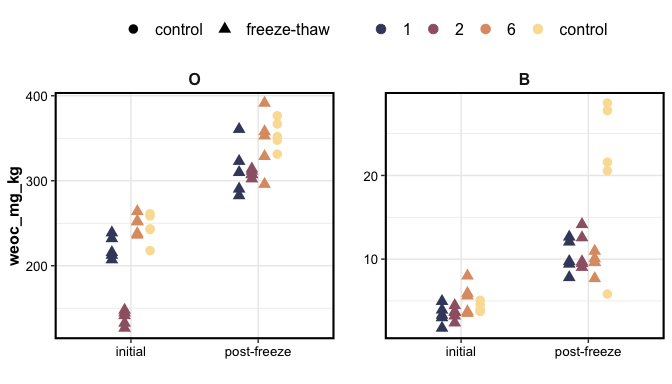 control freeze-thaw 1 2 6 control
O B
weoc_mg_kg
400
300
200
20
10
initial post-freeze initial post-freeze